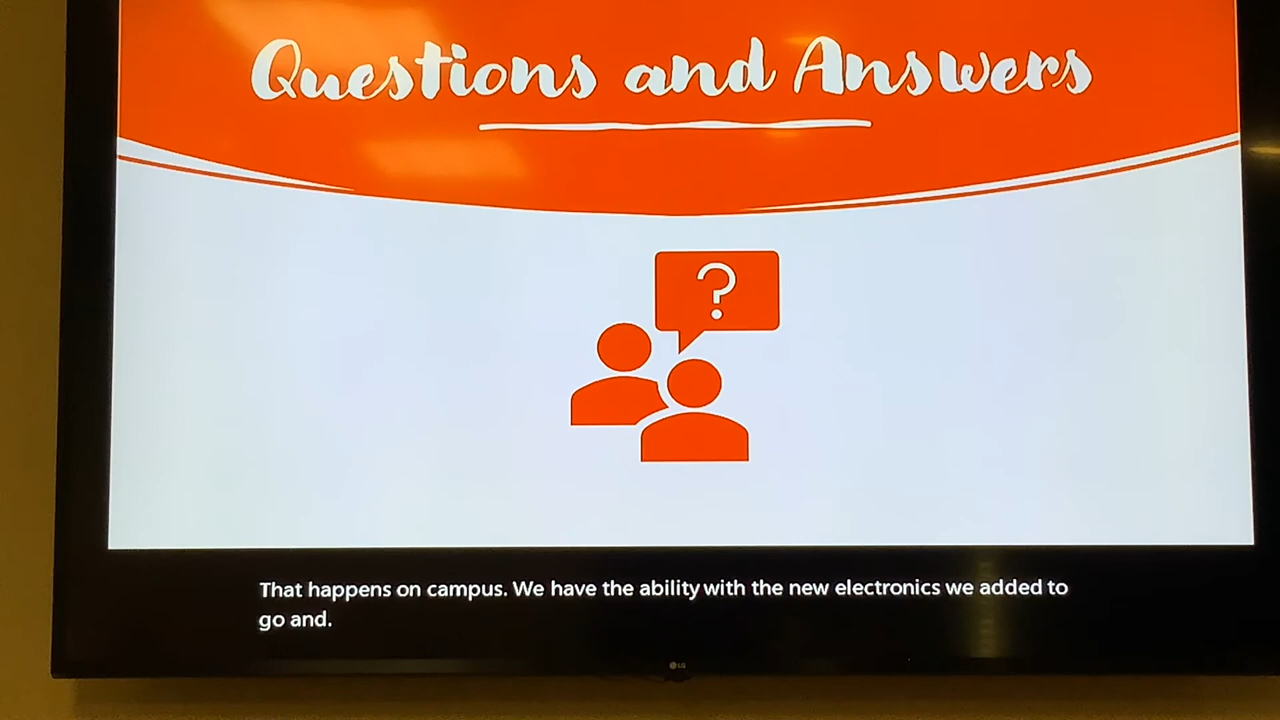 Questions and Answers
?
That happens on campus. We have the ability with the new electronics we added to
go and.
LG